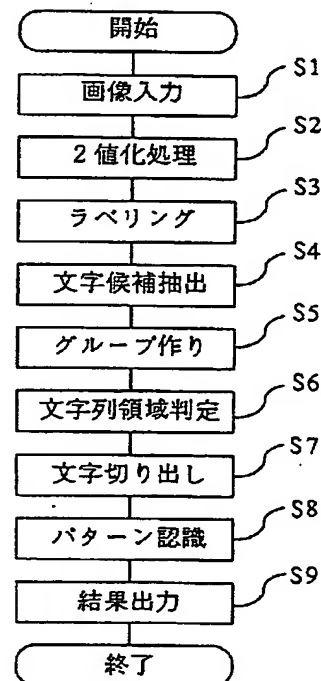 開始
画像入力 S1
2値化処理 S2
ラベリング S3
文字候補抽出 S4
グループ作り S5
文字列領域判定 S6
文字切り出し S7
パターン認識 S8
結果出力 S9
終了